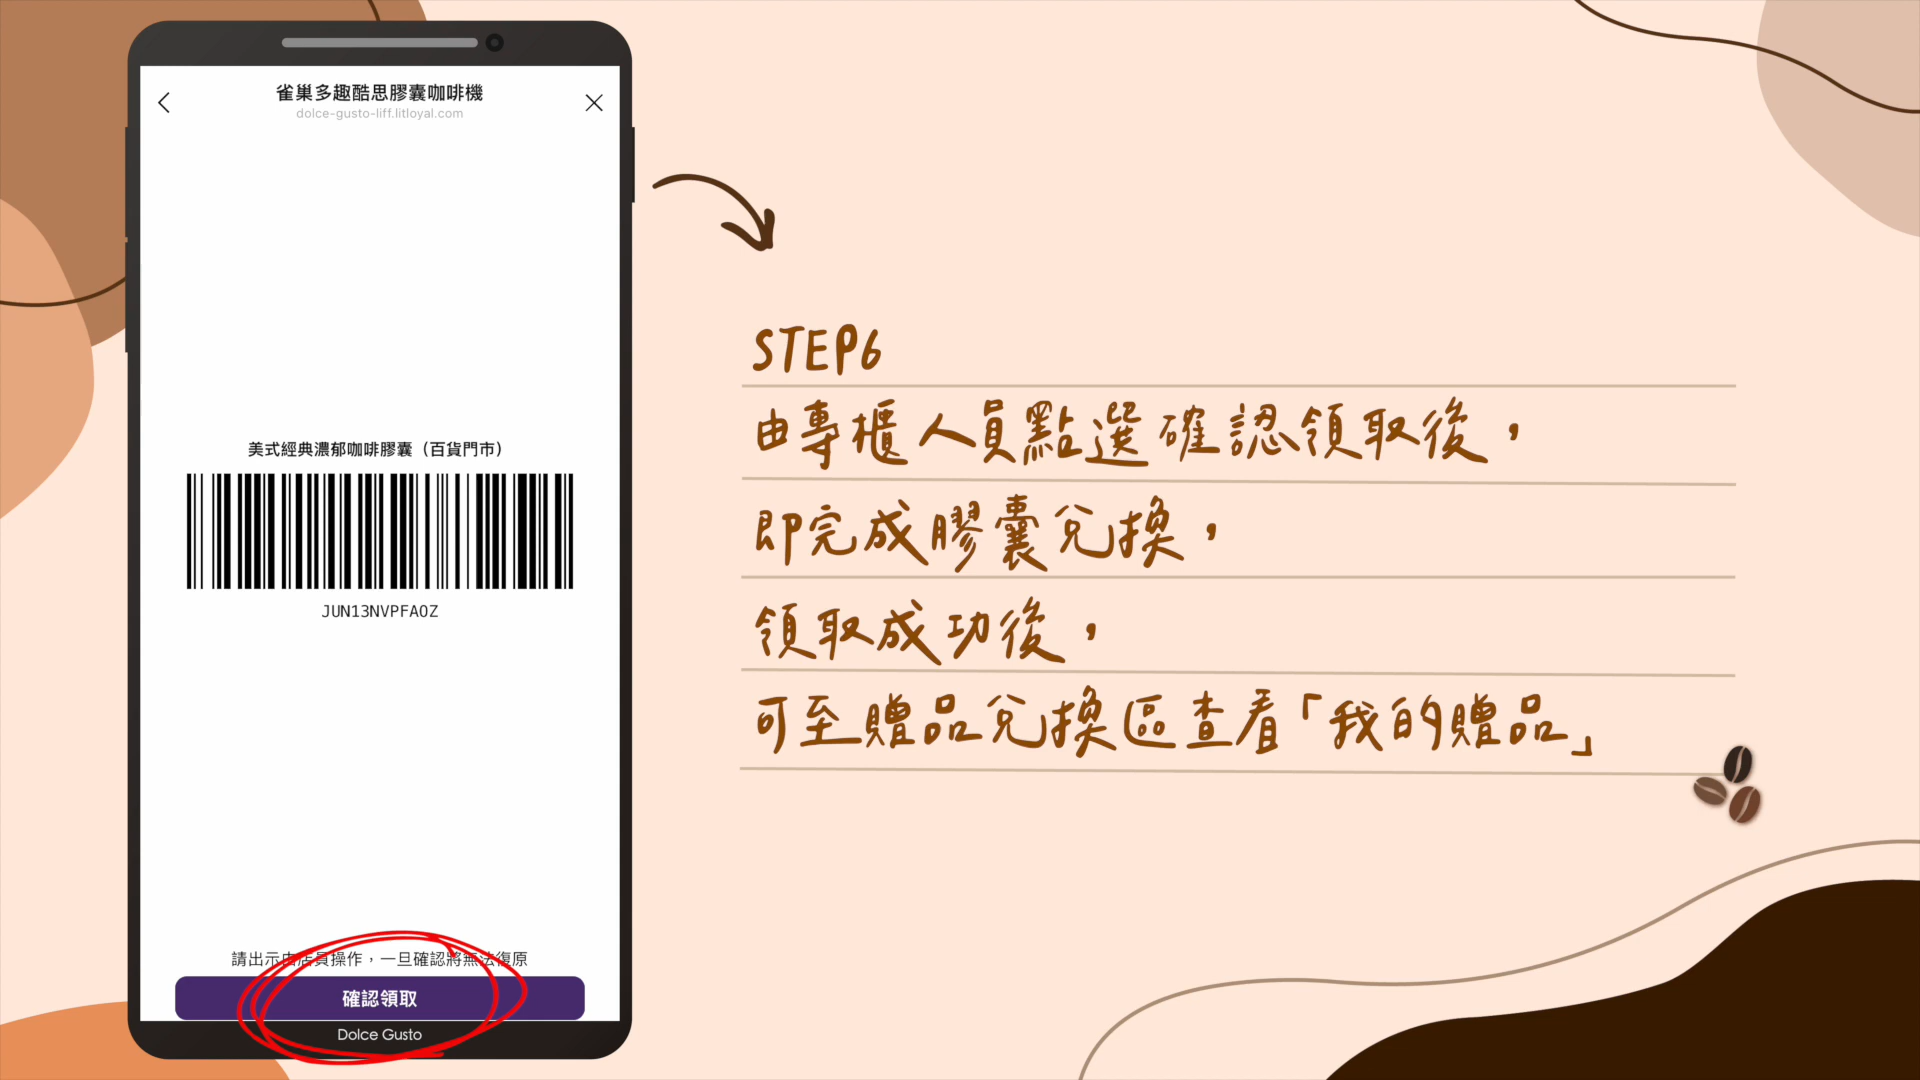 雀巢多趣酷思膠囊咖啡機
dolce-gusto-liff.litloyal.com
美式經典濃郁咖啡膠囊（百貨門市）
JUN13NVPFAOZ
請出示由店員操作，一旦確認將無法復原
確認領取
Dolce Gusto
STEP6
由專櫃人員點選確認領取後，
即完成膠囊兌換，
領取成功後，
可至贈品兌換區查看「我的贈品」